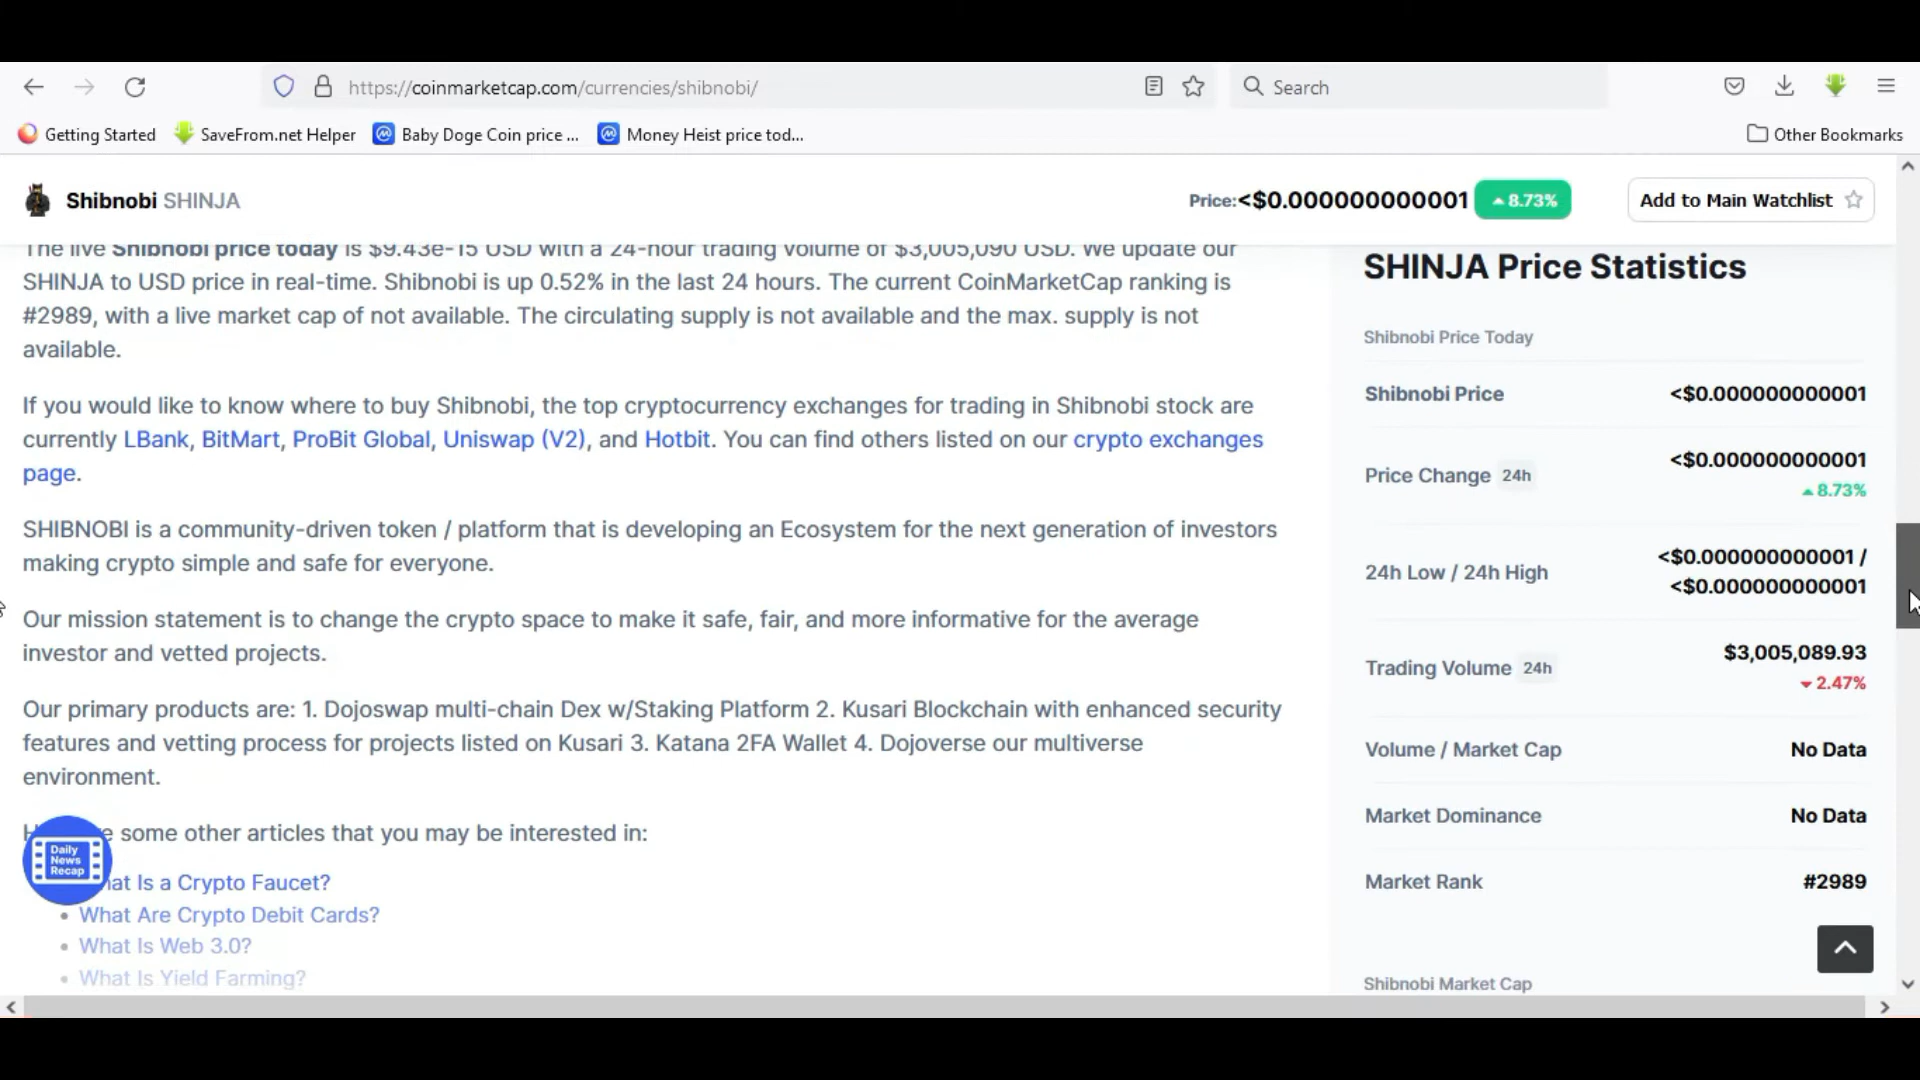 https://coinmarketcap.com/currencies/shibnobi/
Search
Getting Started
SaveFrom.net Helper
Baby Doge Coin price ...
Money Heist price tod...
Other Bookmarks
Shibnobi SHINJA
Price:<$0.000000000001
8.73%
Add to Main Watchlist
The live Shibnobi price today is $9.43e-15 USD with a 24-hour trading volume of $3,005,090 USD. We update our
SHINJA to USD price in real-time. Shibnobi is up 0.52% in the last 24 hours. The current CoinMarketCap ranking is
#2989, with a live market cap of not available. The circulating supply is not available and the max. supply is not
available.
If you would like to know where to buy Shibnobi, the top cryptocurrency exchanges for trading in Shibnobi stock are
currently LBank, BitMart, ProBit Global, Uniswap (V2), and Hotbit. You can find others listed on our crypto exchanges
page.
SHIBNOBI is a community-driven token / platform that is developing an Ecosystem for the next generation of investors
making crypto simple and safe for everyone.
Our mission statement is to change the crypto space to make it safe, fair, and more informative for the average
investor and vetted projects.
Our primary products are: 1. Dojoswap multi-chain Dex w/Staking Platform 2. Kusari Blockchain with enhanced security
features and vetting process for projects listed on Kusari 3. Katana 2FA Wallet 4. Dojoverse our multiverse
environment.
some other articles that you may be interested in:
Is a Crypto Faucet?
What Are Crypto Debit Cards?
What Is Web 3.0?
What Is Yield Farming?
Daily
News
Recap
SHINJA Price Statistics
Shibnobi Price Today
Shibnobi Price
<$0.000000000001
Price Change 24h
<$0.000000000001
8.73%
24h Low / 24h High
<$0.000000000001 /
<$0.000000000001
Trading Volume 24h
$3,005,089.93
2.47%
Volume / Market Cap
No Data
Market Dominance
No Data
Market Rank
#2989
Shibnobi Market Cap